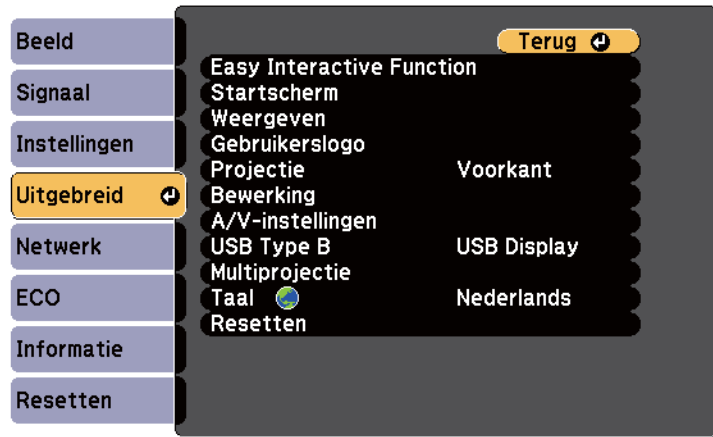 Beeld
Signaal
Instellingen
Uitgebreid
Netwerk
ECO
Informatie
Resetten
Terug
Easy Interactive Function
Startscherm
Weergeven
Gebruikerslogo
Projectie Voorkant
Bewerking
A/V-instellingen
USB Type B USB Display
Multiprojectie
Taal Nederlands
Resetten